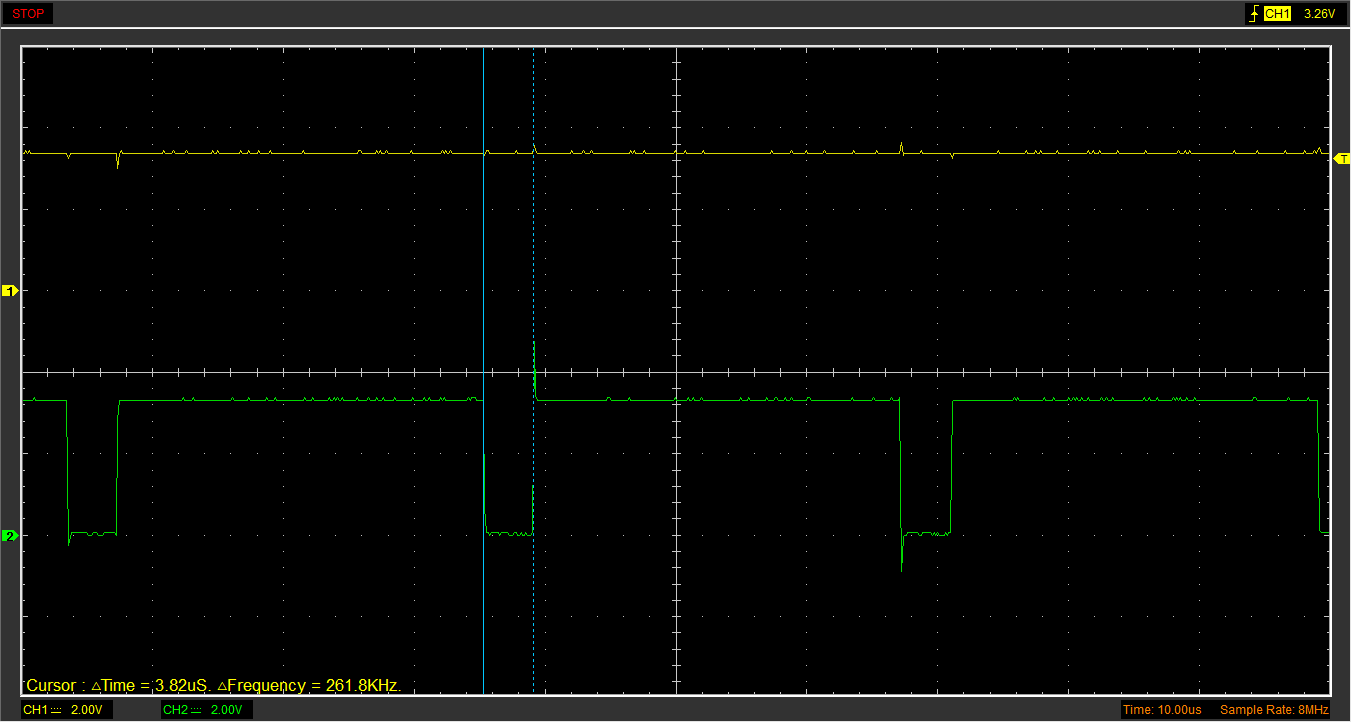 STOP CH1 3.26V
T
1
2
Cursor : △Time = 3.82uS. △Frequency = 261.8KHz.
CH1 2.00V CH2 2.00V Time: 10.00us Sample Rate: 8MHz